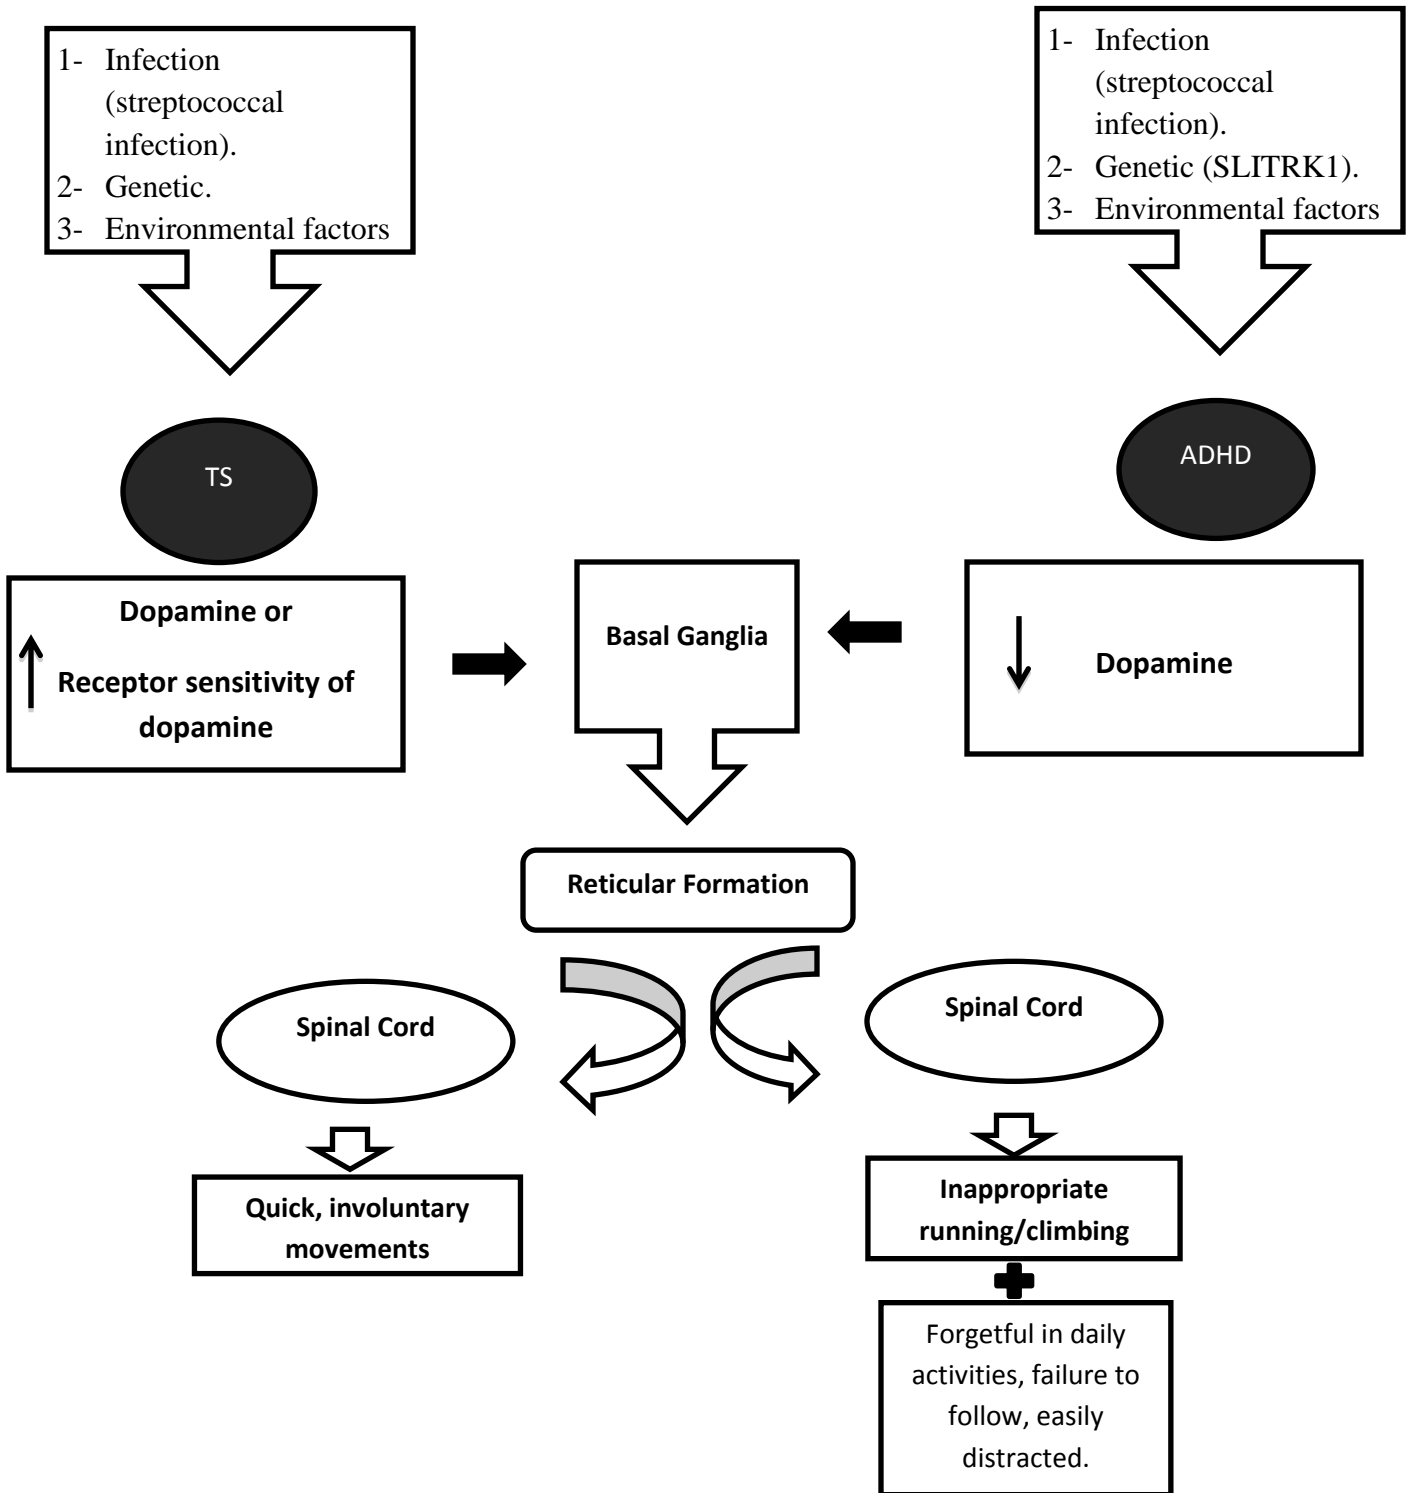 1- Infection
(streptococcal
infection).
2- Genetic.
3- Environmental factors
1- Infection
(streptococcal
infection).
2- Genetic (SLITRK1).
3- Environmental factors
TS
ADHD
Dopamine or
Receptor sensitivity of
dopamine
Basal Ganglia
Dopamine
Reticular Formation
Spinal Cord
Spinal Cord
Quick, involuntary
movements
Inappropriate
running/climbing
Forgetful in daily
activities, failure to
follow, easily
distracted.